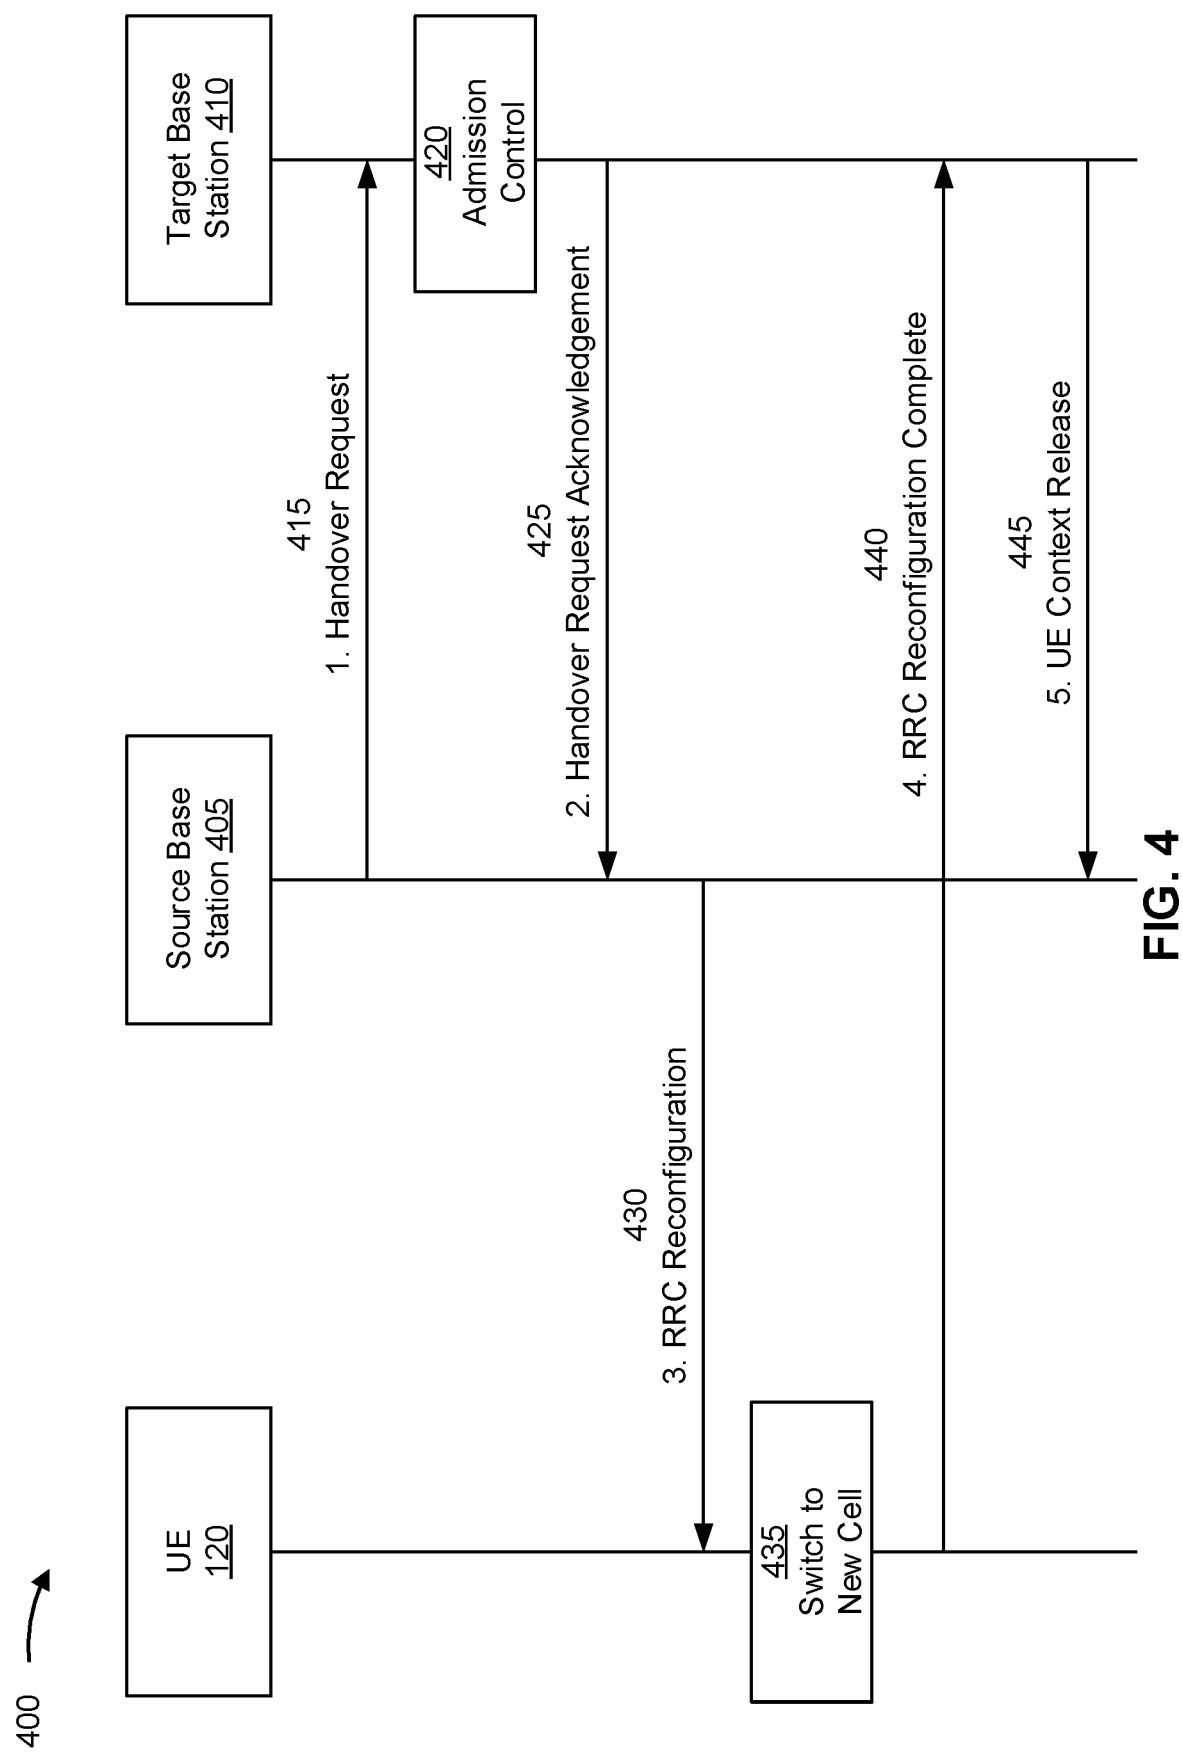 400
UE
120
Source Base
Station 405
Target Base
Station 410
415
1. Handover Request
420
Admission
Control
425
2. Handover Request Acknowledgement
430
3. RRC Reconfiguration
435
Switch to
New Cell
440
4. RRC Reconfiguration Complete
445
5. UE Context Release
FIG. 4